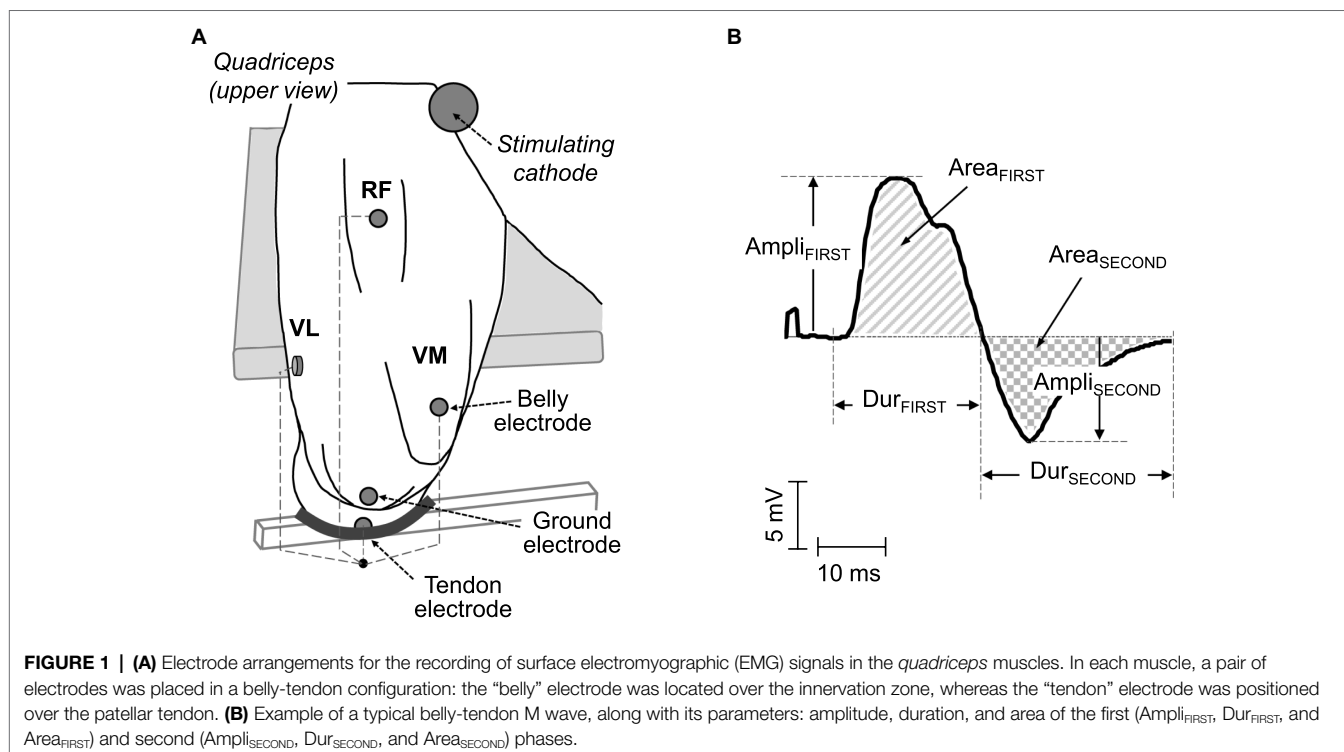 A
Quadriceps
(upper view)
Stimulating
cathode
RF
VL
VM
Belly
electrode
Ground
electrode
Tendon
electrode
B
AreaFIRST
AmpliFIRST
AreaSECOND
AmpliSECOND
DurFIRST
DurSECOND
5 mV
10 ms
FIGURE 1 | (A) Electrode arrangements for the recording of surface electromyographic (EMG) signals in the quadriceps muscles. In each muscle, a pair of
electrodes was placed in a belly-tendon configuration: the “belly” electrode was located over the innervation zone, whereas the “tendon” electrode was positioned
over the patellar tendon. (B) Example of a typical belly-tendon M wave, along with its parameters: amplitude, duration, and area of the first (AmpliFIRST, DurFIRST, and
AreaFIRST) and second (AmpliSECOND, DurSECOND, and AreaSECOND) phases.